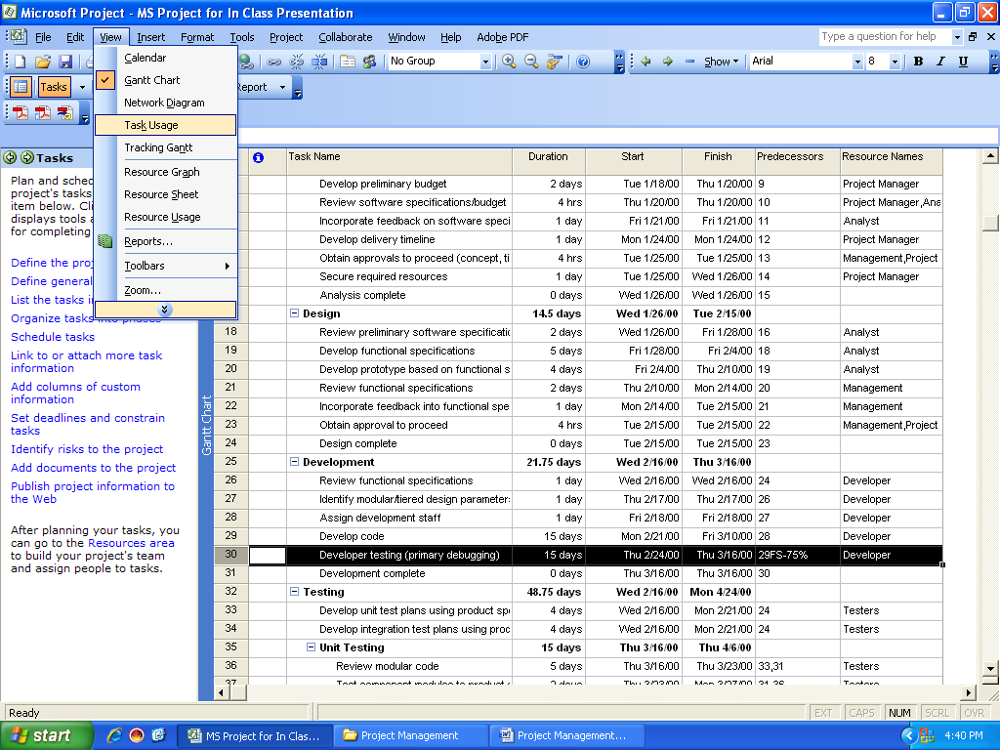 Microsoft Project - MS Project for In Class Presentation
File Edit View Insert Format Tools Project Collaborate Window Help Adobe PDF Type a question for help
No Group Show Arial 8 B I U
Tasks Report
Calendar
Gantt Chart
Network Diagram
Task Usage
Tracking Gantt
Resource Graph
Resource Sheet
Resource Usage
Reports...
Toolbars
Zoom...
Tasks
Plan and sched
project's tasks
item below. Cli
displays tools a
for completing
Define the proj
Define general
List the tasks in
Organize tasks into phases
Schedule tasks
Link to or attach more task
information
Add columns of custom
information
Set deadlines and constrain
tasks
Identify risks to the project
Add documents to the project
Publish project information to
the Web
After planning your tasks, you
can go to the Resources area
to build your project's team
and assign people to tasks.
Gantt Chart
Task Name Duration Start Finish Predecessors Resource Names
Develop preliminary budget 2 days Tue 1/18/00 Thu 1/20/00 9 Project Manager
Review software specifications/budget 4 hrs Thu 1/20/00 Thu 1/20/00 10 Project Manager,Ana
Incorporate feedback on software speci 1 day Fri 1/21/00 Fri 1/21/00 11 Analyst
Develop delivery timeline 1 day Mon 1/24/00 Mon 1/24/00 12 Project Manager
Obtain approvals to proceed (concept, ti 4 hr Tue 1/25/00 Tue 1/25/00 13 Management,Project
Secure required resources 1 day Tue 1/25/00 Wed 1/26/00 14 Project Manager
Analysis complete 0 days Wed 1/26/00 Wed 1/26/00 15
Design 14.5 days Wed 1/26/00 Tue 2/15/00
18 Review preliminary software specificati 2 days Wed 1/26/00 Fri 1/28/00 16 Analyst
19 Develop functional specifications 5 days Fri 1/28/00 Fri 2/4/00 18 Analyst
20 Develop prototype based on functional s 4 days Fri 2/4/00 Thu 2/10/00 19 Analyst
21 Review functional specifications 2 days Thu 2/10/00 Mon 2/14/00 20 Management
22 Incorporate feedback into functional spe 1 day Mon 2/14/00 Tue 2/15/00 21 Management
23 Obtain approval to proceed 4 hrs Tue 2/15/00 Tue 2/15/00 22 Management,Project
24 Design complete 0 days Tue 2/15/00 Tue 2/15/00 23
25 Development 21.75 days Wed 2/16/00 Thu 3/16/00
26 Review functional specifications 1 day Wed 2/16/00 Wed 2/16/00 24 Developer
27 Identify modular/tiered design parameter 1 day Thu 2/17/00 Thu 2/17/00 26 Developer
28 Assign development staff 1 day Fri 2/18/00 Fri 2/18/00 27 Developer
29 Develop code 15 days Mon 2/21/00 Fri 3/10/00 28 Developer
30 Developer testing (primary debugging) 15 days Thu 2/24/00 Thu 3/16/00 29FS-75% Developer
31 Development complete 0 days Thu 3/16/00 Thu 3/16/00 30
32 Testing 48.75 days Wed 2/16/00 Mon 4/24/00
33 Develop unit test plans using product sp 4 days Wed 2/16/00 Mon 2/21/00 24 Testers
34 Develop integration test plans using proc 4 days Wed 2/16/00 Mon 2/21/00 24 Testers
35 Unit Testing 15 days Thu 3/16/00 Thu 4/6/00
36 Review modular code 5 days Thu 3/16/00 Thu 3/23/00 33,31 Testers
37 Test component modules to product 2 days Thu 3/23/00 Mon 3/27/00 31,36 Testers
Ready EXT CAPS NUM SCRL OVR
start MS Project for In Clas... Project Management Project Management... 4:40 PM